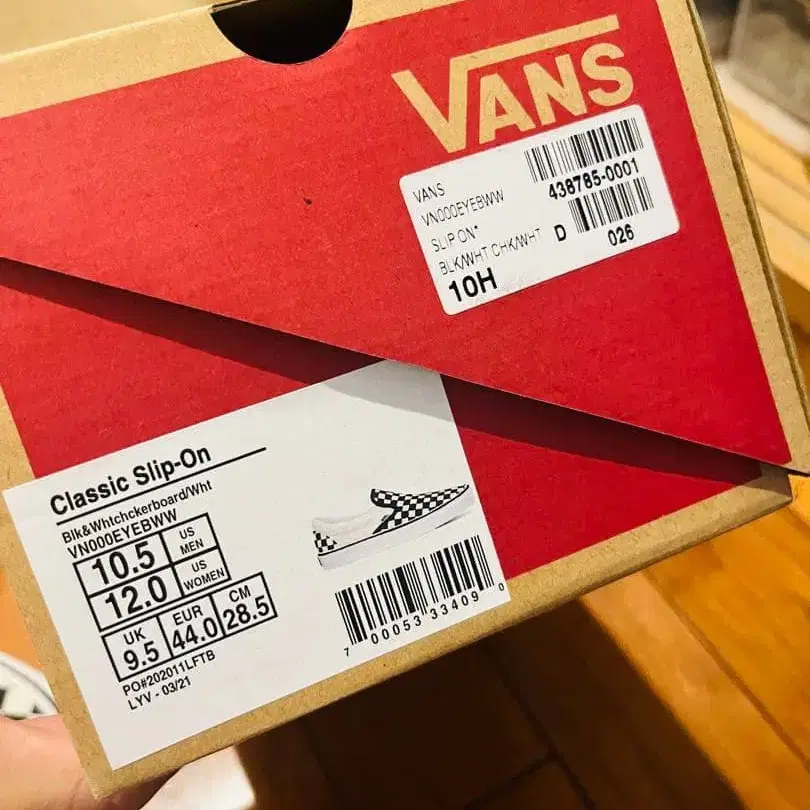 VANS
VANS
VN000EYEBWW
438785-0001
SLIP ON*
BLK/WHT CHK/WHT D 026
10H
Classic Slip-On
Blk&Whtchckerboard/Wht
VN000EYEBWW
10.5 US MEN
12.0 US WOMEN
UK EUR CM
9.5 44.0 28.5
PO#202011LFTB
LYV - 03/21
7 00053 33409 0